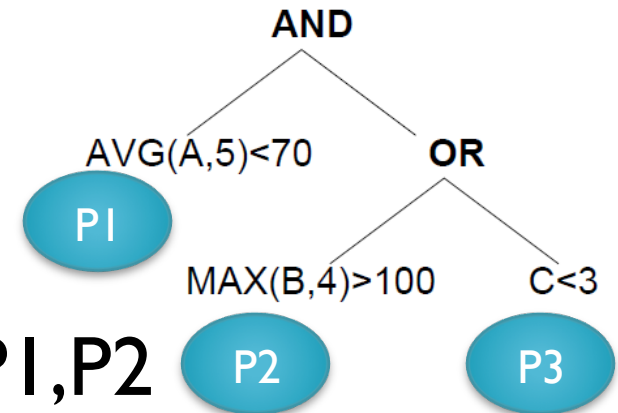 AND
AVG(A,5)<70 OR
P1
MAX(B,4)>100 C<3
P1,P2 P2 P3